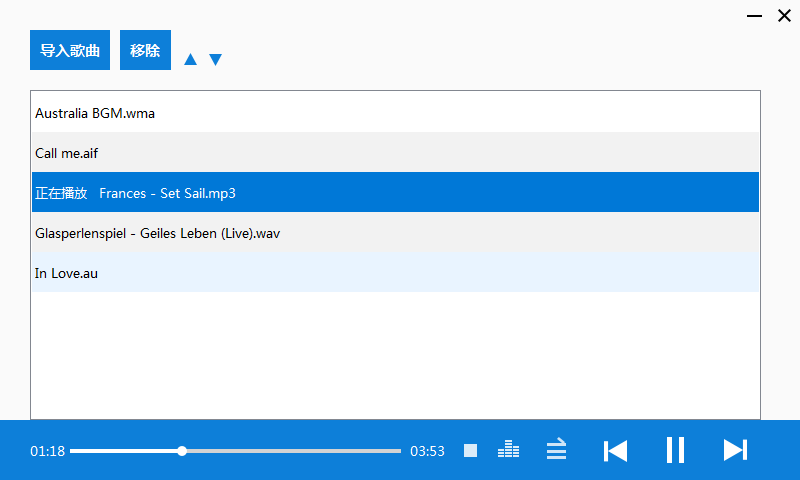 导入歌曲 移除
Australia BGM.wma
Call me.aif
正在播放 Frances - Set Sail.mp3
Glasperlenspiel - Geiles Leben (Live).wav
In Love.au
01:18 03:53